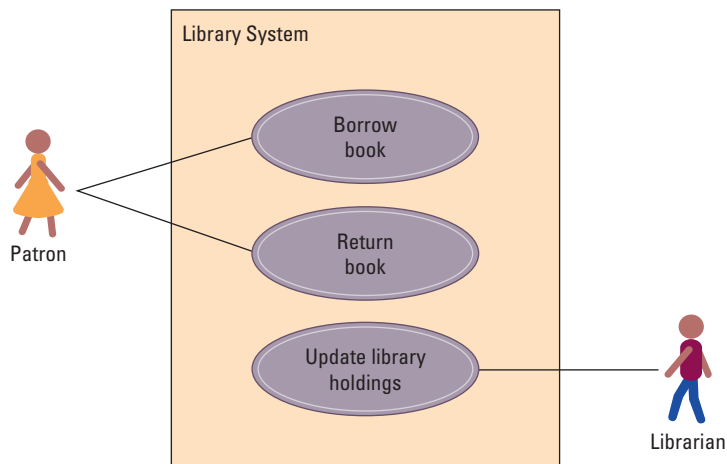 Library System
Borrow
book
Patron
Return
book
Update library
holdings
Librarian